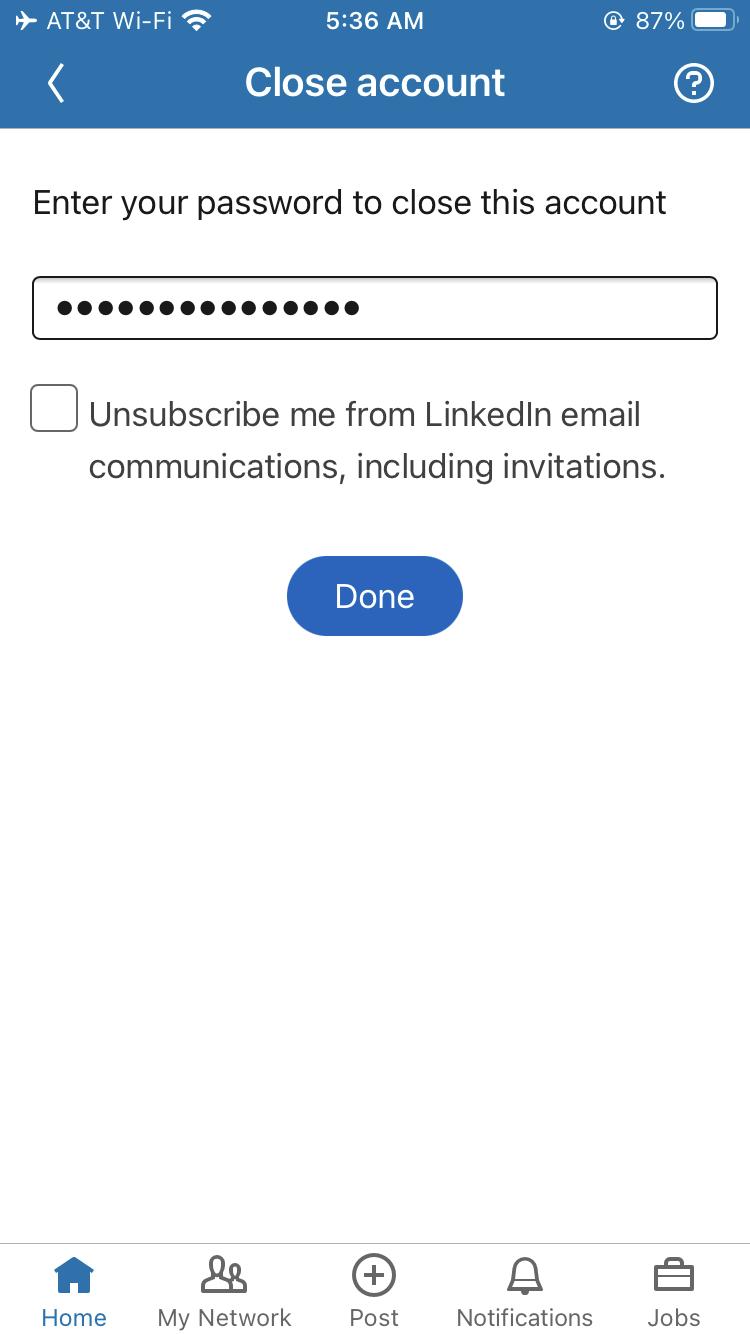 AT&T Wi-Fi 5:36 AM 87%
Close account
Enter your password to close this account
●●●●●●●●●●●●●●●
Unsubscribe me from LinkedIn email
communications, including invitations.
Done
Home My Network Post Notifications Jobs